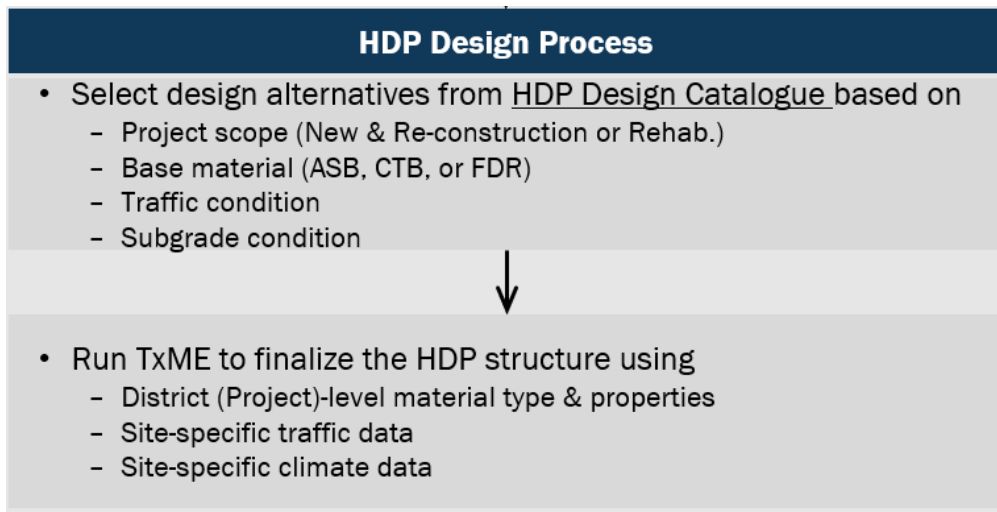 HDP Design Process
• Select design alternatives from HDP Design Catalogue based on
– Project scope (New & Re-construction or Rehab.)
– Base material (ASB, CTB, or FDR)
– Traffic condition
– Subgrade condition
• Run TxME to finalize the HDP structure using
– District (Project)-level material type & properties
– Site-specific traffic data
– Site-specific climate data